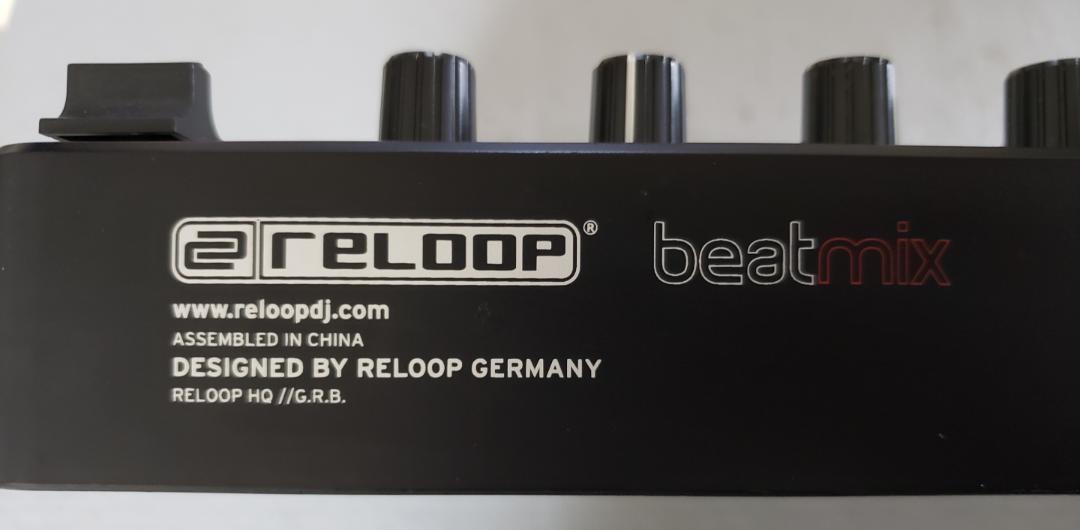 RELOOP® beatmix
www.reloopdj.com
ASSEMBLED IN CHINA
DESIGNED BY RELOOP GERMANY
RELOOP HQ //G.R.B.